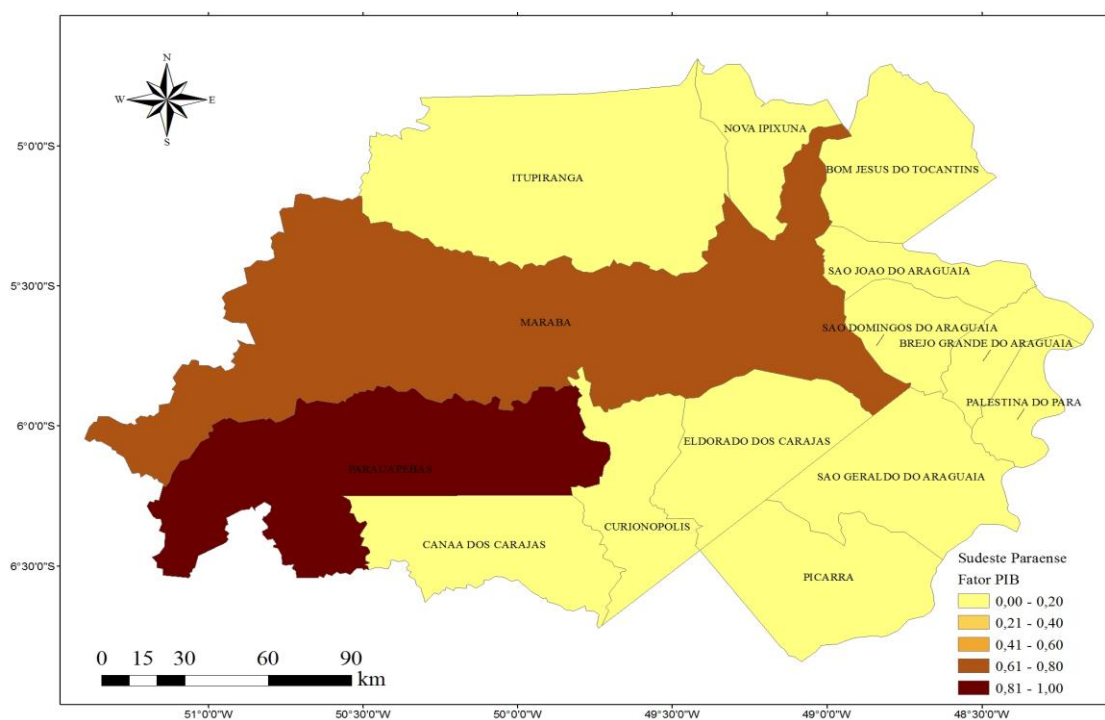 N
W E
S
NOVA IPIXUNA
5°0'0"S
BOM JESUS DO TOCANTINS
ITUPIRANGA
SAO JOAO DO ARAGUAIA
5°30'0"S
MARABA
SAO DOMINGOS DO ARAGUAIA
BREJO GRANDE DO ARAGUAIA
PALESTINA DO PARA
6°0'0"S
ELDORADO DOS CARAJAS
PARAUAPEBAS
SAO GERALDO DO ARAGUAIA
CURIONOPOLIS
CANAA DOS CARAJAS
6°30'0"S
PICARRA
Sudeste Paraense
Fator PIB
0,00 - 0,20
0,21 - 0,40
0,41 - 0,60
0,61 - 0,80
0,81 - 1,00
0 15 30 60 90
km
51°0'0"W 50°30'0"W 50°0'0"W 49°30'0"W 49°0'0"W 48°30'0"W